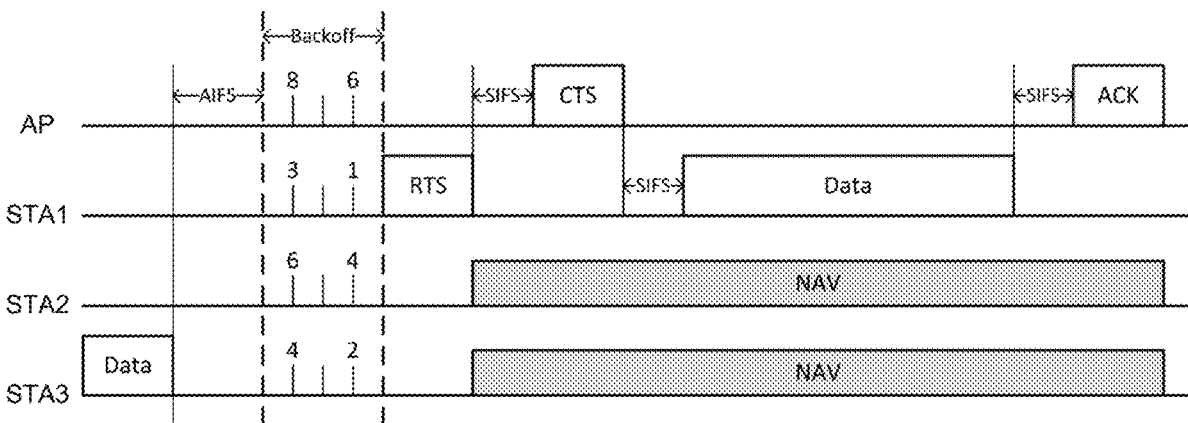 Backoff
AIFS
8 6
SIFS
CTS
SIFS
ACK
AP
3 1
RTS
SIFS
Data
STA1
6 4
NAV
STA2
Data
4 2
NAV
STA3